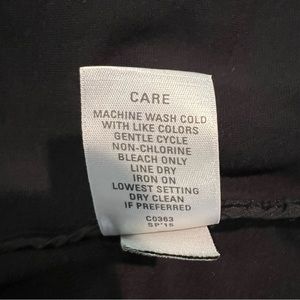 CARE
MACHINE WASH COLD
WITH LIKE COLORS
GENTLE CYCLE
NON-CHLORINE
BLEACH ONLY
LINE DRY
IRON ON
LOWEST SETTING
DRY CLEAN
IF PREFERRED
C0363
SP'15